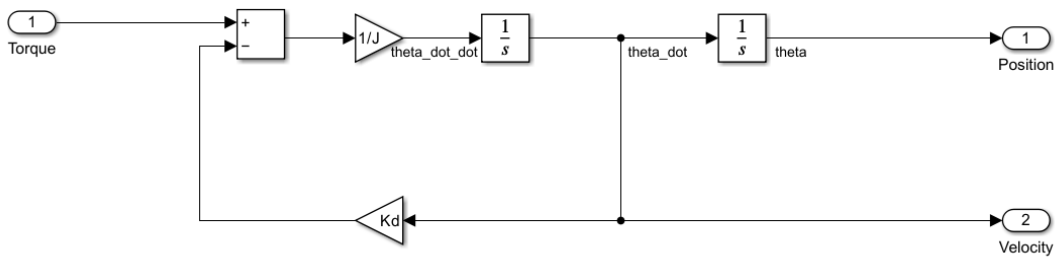 1
Torque
+
−
1/J
theta_dot_dot
1
s
theta_dot
1
s
theta
1
Position
Kd
2
Velocity